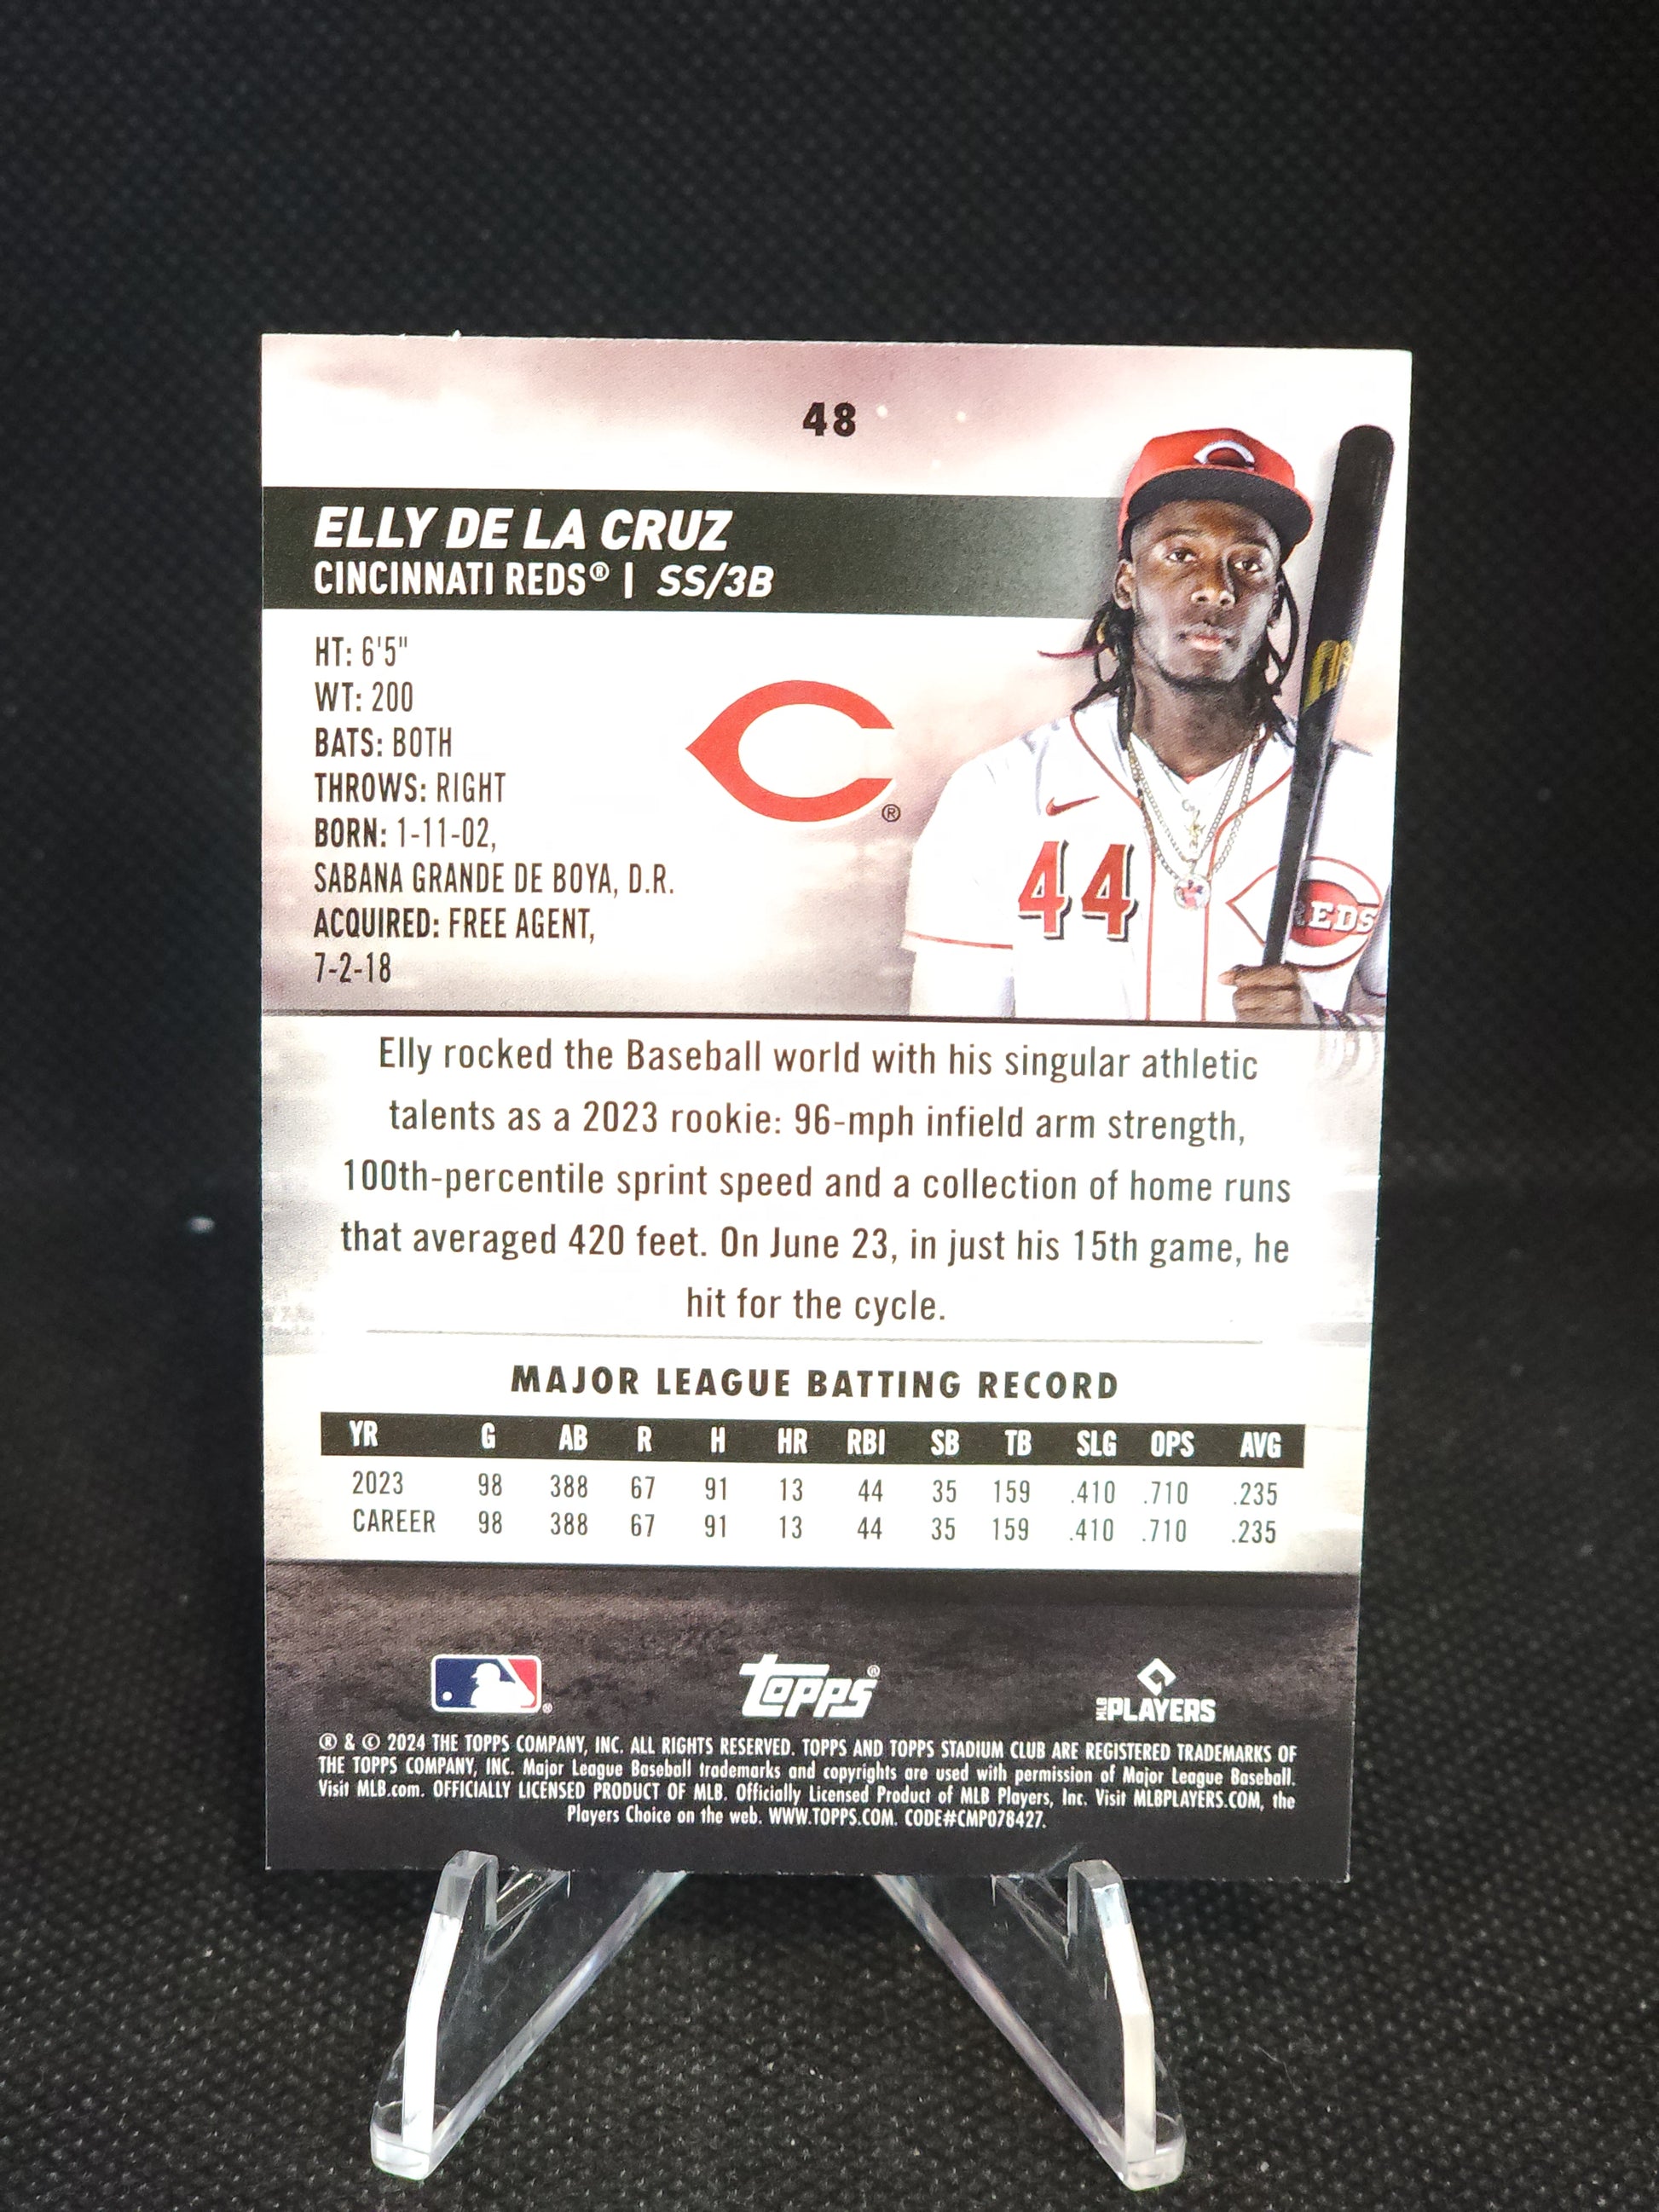 48
ELLY DE LA CRUZ
CINCINNATI REDS® | SS/3B
HT: 6'5"
WT: 200
BATS: BOTH
THROWS: RIGHT
BORN: 1-11-02,
SABANA GRANDE DE BOYA, D.R.
ACQUIRED: FREE AGENT,
7-2-18
®
44
REDS
Elly rocked the Baseball world with his singular athletic
talents as a 2023 rookie: 96-mph infield arm strength,
100th-percentile sprint speed and a collection of home runs
that averaged 420 feet. On June 23, in just his 15th game, he
hit for the cycle.
MAJOR LEAGUE BATTING RECORD
YR G AB R H HR RBI SB TB SLG OPS AVG
2023 98 388 67 91 13 44 35 159 .410 .710 .235
CAREER 98 388 67 91 13 44 35 159 .410 .710 .235
® topps® MLB PLAYERS
® & © 2024 THE TOPPS COMPANY, INC. ALL RIGHTS RESERVED. TOPPS AND TOPPS STADIUM CLUB ARE REGISTERED TRADEMARKS OF
THE TOPPS COMPANY, INC. Major League Baseball trademarks and copyrights are used with permission of Major League Baseball.
Visit MLB.com. OFFICIALLY LICENSED PRODUCT OF MLB. Officially Licensed Product of MLB Players, Inc. Visit MLBPLAYERS.COM, the
Players Choice on the web. WWW.TOPPS.COM. CODE#CMP078427.